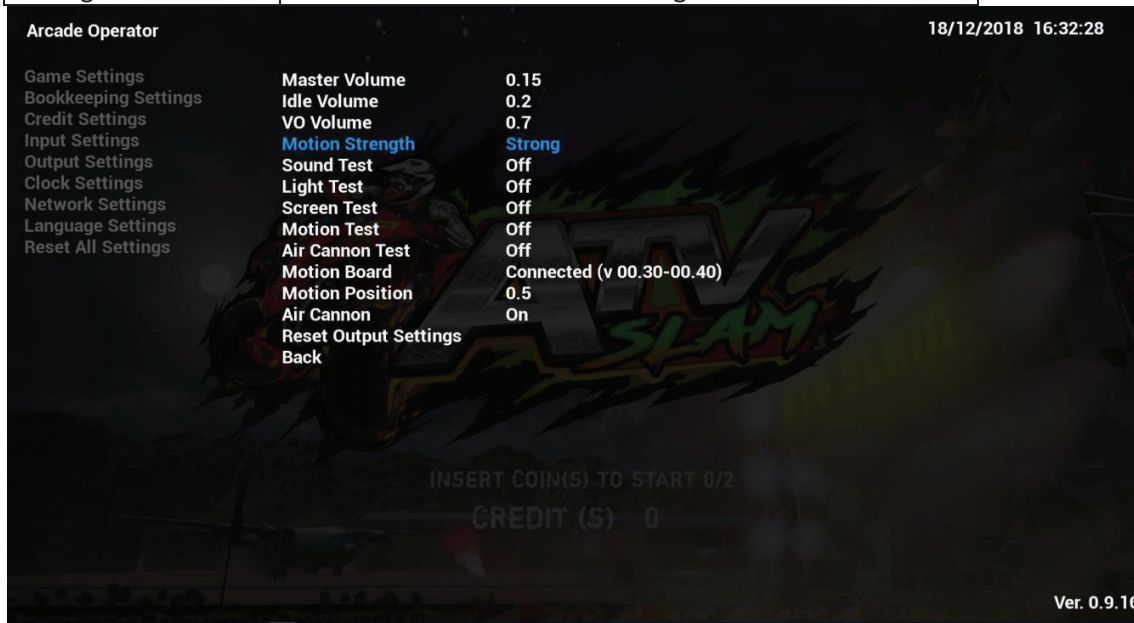 Arcade Operator
18/12/2018 16:32:28
Game Settings
Bookkeeping Settings
Credit Settings
Input Settings
Output Settings
Clock Settings
Network Settings
Language Settings
Reset All Settings
Master Volume 0.15
Idle Volume 0.2
VO Volume 0.7
Motion Strength Strong
Sound Test Off
Light Test Off
Screen Test Off
Motion Test Off
Air Cannon Test Off
Motion Board Connected (v 00.30-00.40)
Motion Position 0.5
Air Cannon On
Reset Output Settings
Back
ATV
SLAM
INSERT COIN(S) TO START 0/2
CREDIT (S) 0
Ver. 0.9.16